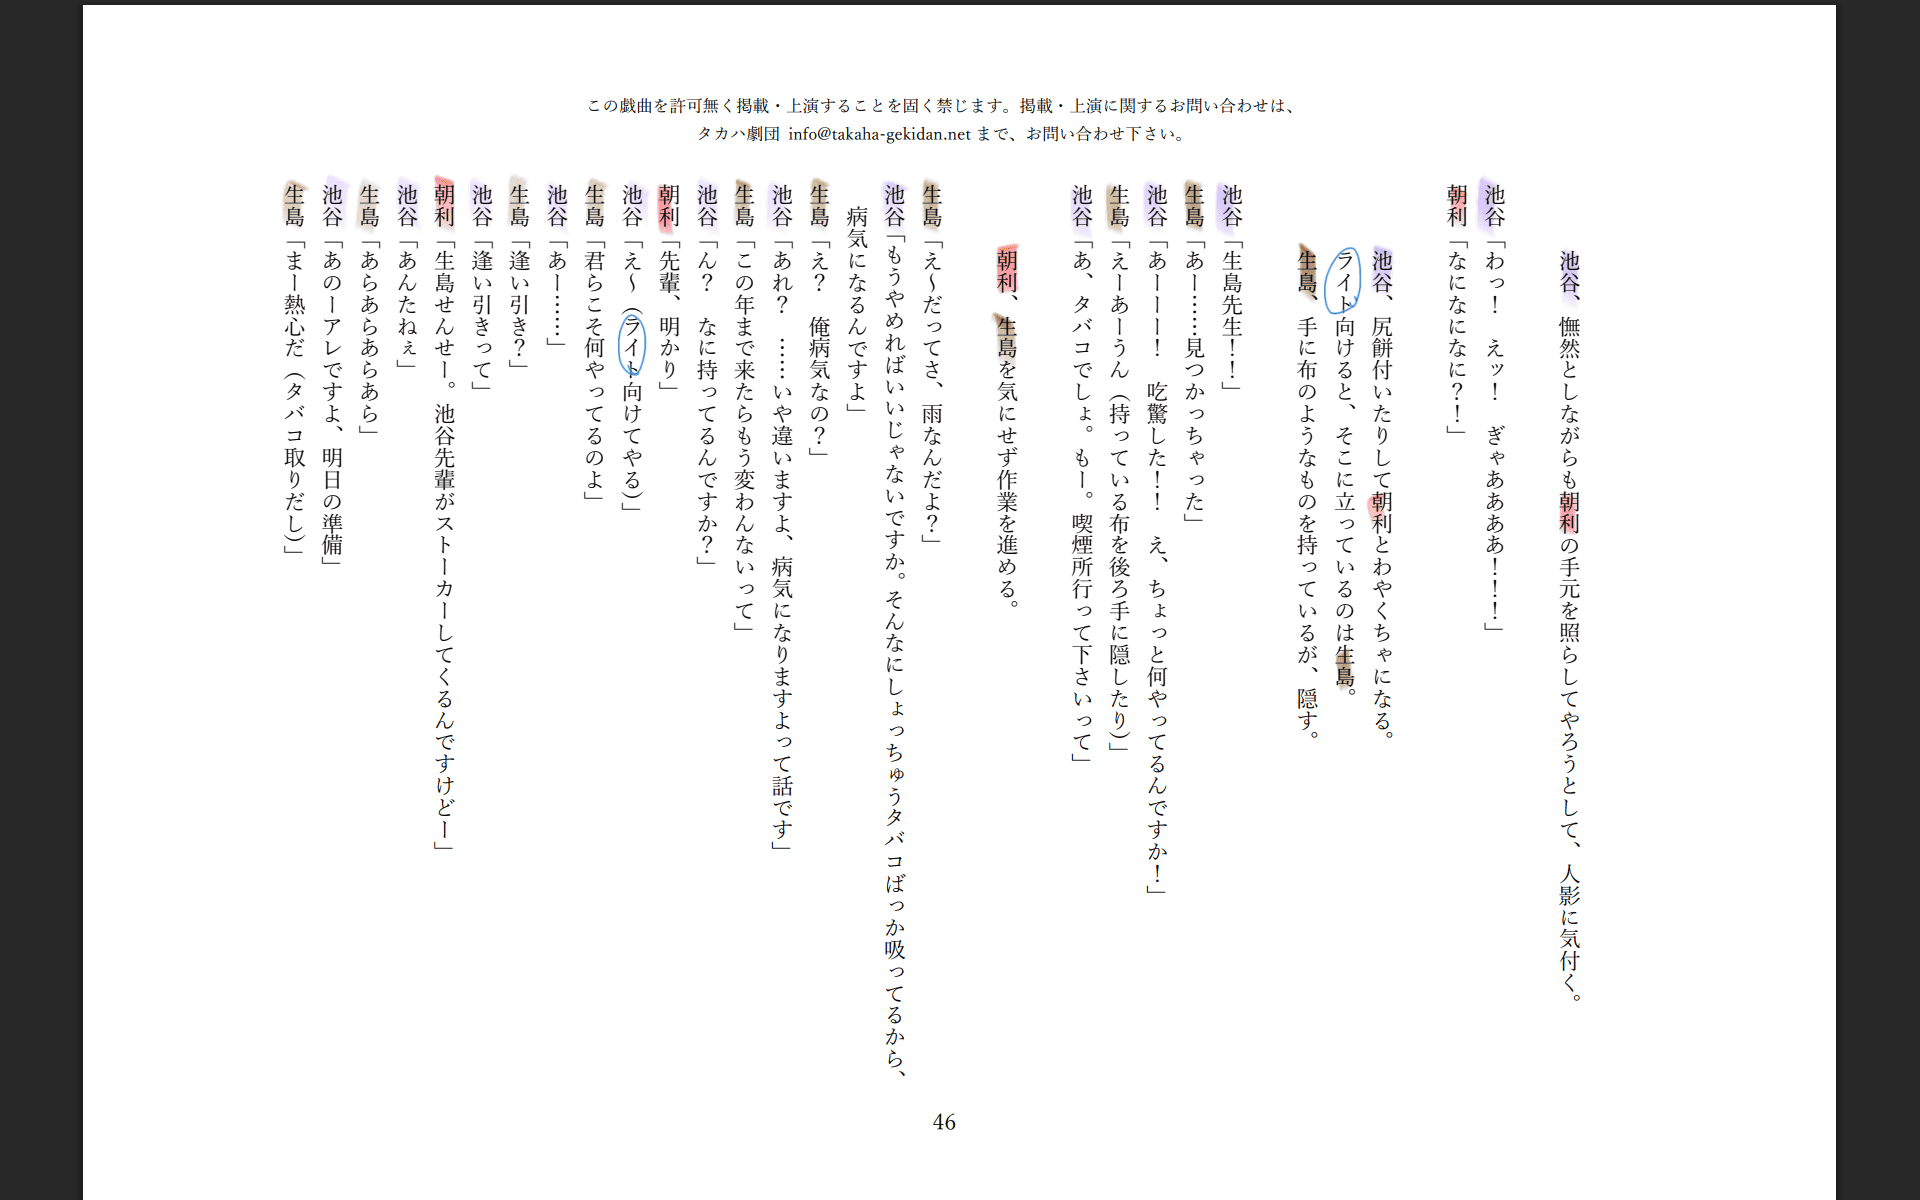 この戯曲を許可無く掲載・上演することを固く禁じます。掲載・上演に関するお問い合わせは、
タカハ劇団 info@takaha-gekidan.net まで、お問い合わせ下さい。
池谷、憮然としながらも朝利の手元を照らしてやろうとして、人影に気付く。
池谷「わっ！　えッ！　ぎゃああああ！！！」
朝利「なになになに？！」
池谷、尻餅付いたりして朝利とわやくちゃになる。
ライト向けると、そこに立っているのは生島。
生島、手に布のようなものを持っているが、隠す。
池谷「生島先生！！」
生島「あー……見つかっちゃった」
池谷「あーーー！　吃驚した！！　え、ちょっと何やってるんですか！」
生島「えーあーうん（持っている布を後ろ手に隠したり）」
池谷「あ、タバコでしょ。もー。喫煙所行って下さいって」
朝利、生島を気にせず作業を進める。
生島「え〜だってさ、雨なんだよ？」
池谷「もうやめればいいじゃないですか。そんなにしょっちゅうタバコばっか吸ってるから、
病気になるんですよ」
生島「え？　俺病気なの？」
池谷「あれ？　……いや違いますよ、病気になりますよって話です」
生島「この年まで来たらもう変わんないって」
池谷「ん？　なに持ってるんですか？」
朝利「先輩、明かり」
池谷「え〜（ライト向けてやる）」
生島「君らこそ何やってるのよ」
池谷「あー……」
生島「逢い引き？」
池谷「逢い引きって」
朝利「生島せんせー。池谷先輩がストーカーしてくるんですけどー」
池谷「あんたねぇ」
生島「あらあらあらあら」
池谷「あのーアレですよ、明日の準備」
生島「まー熱心だ（タバコ取りだし）」
46